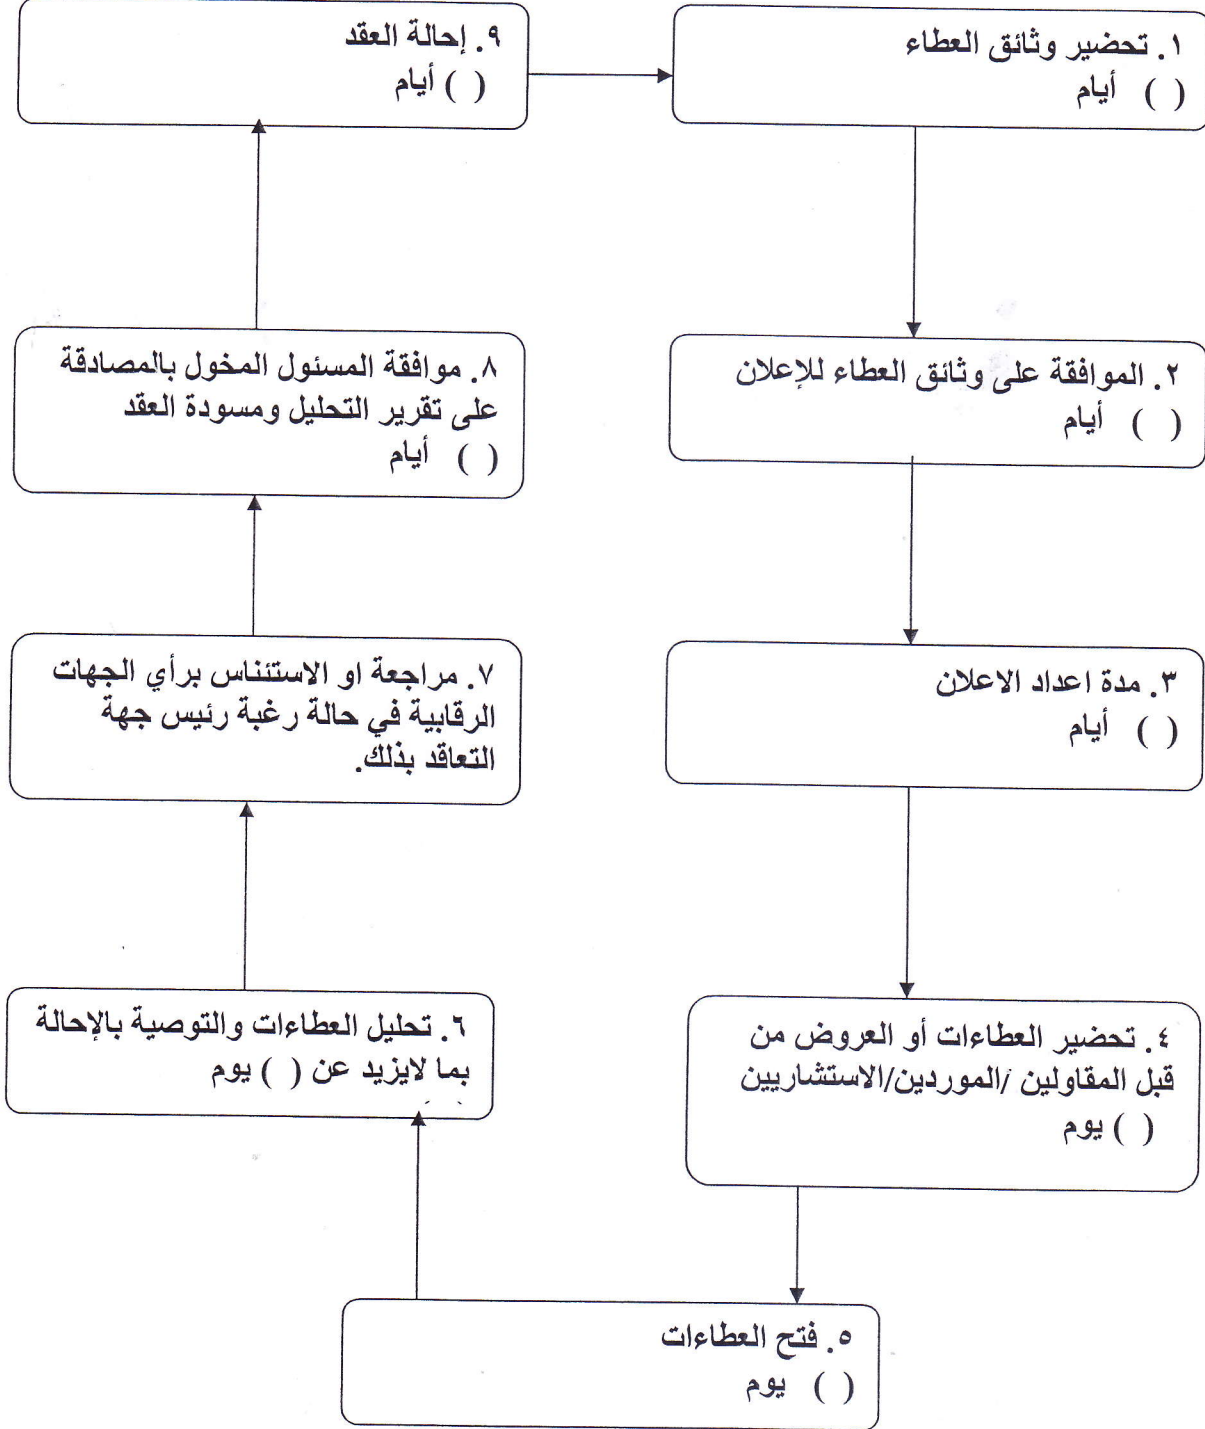 ١. تحضير وثائق العطاء
( ) أيام
٢. الموافقة على وثائق العطاء للإعلان
( ) أيام
٣. مدة اعداد الاعلان
( ) أيام
٤. تحضير العطاءات أو العروض من
قبل المقاولين /الموردين/الاستشاريين
( ) يوم
٥. فتح العطاءات
( ) يوم
٦. تحليل العطاءات والتوصية بالإحالة
بما لايزيد عن ( ) يوم
٧. مراجعة او الاستئناس برأي الجهات
الرقابية في حالة رغبة رئيس جهة
التعاقد بذلك.
٨. موافقة المسئول المخول بالمصادقة
على تقرير التحليل ومسودة العقد
( ) أيام
٩. إحالة العقد
( ) أيام